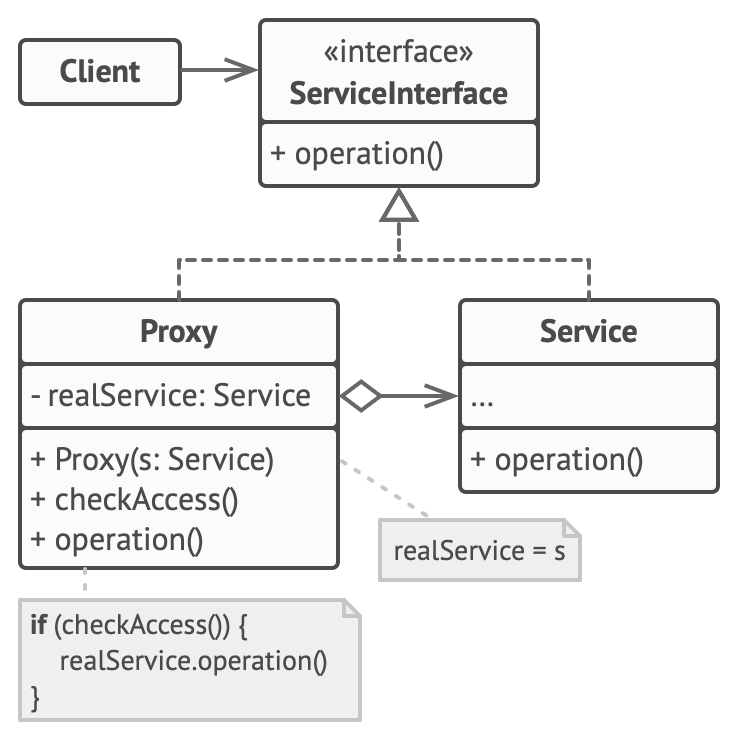 Client
«interface»
ServiceInterface
+ operation()
Proxy
- realService: Service
+ Proxy(s: Service)
+ checkAccess()
+ operation()
Service
...
+ operation()
realService = s
if (checkAccess()) {
realService.operation()
}